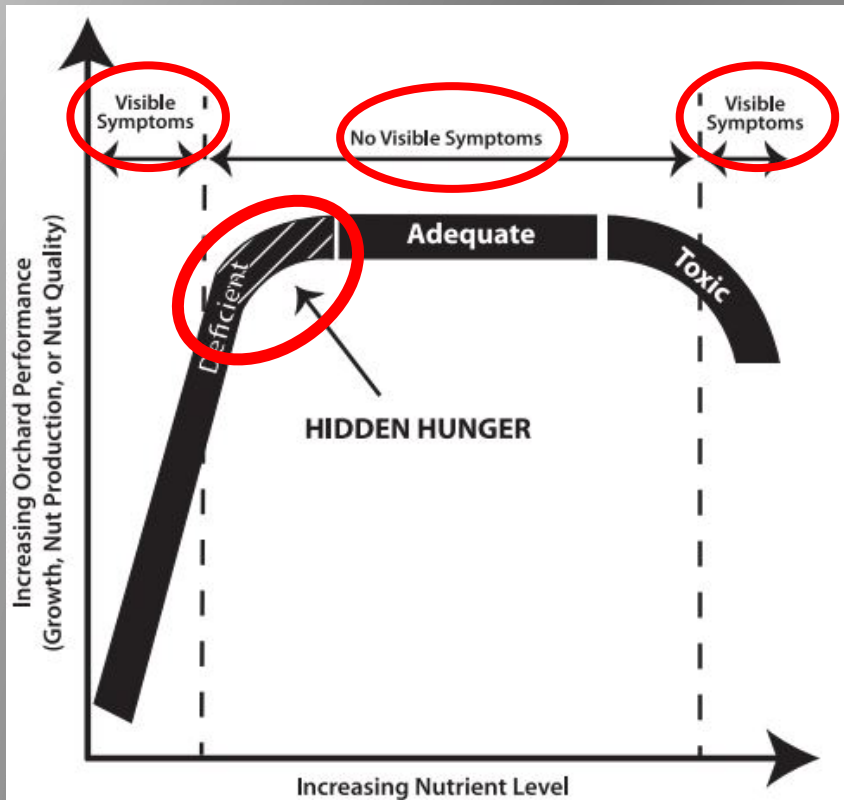 Visible
Symptoms
No Visible Symptoms
Visible
Symptoms
Deficient
Adequate
Toxic
HIDDEN HUNGER
Increasing Orchard Performance
(Growth, Nut Production, or Nut Quality)
Increasing Nutrient Level